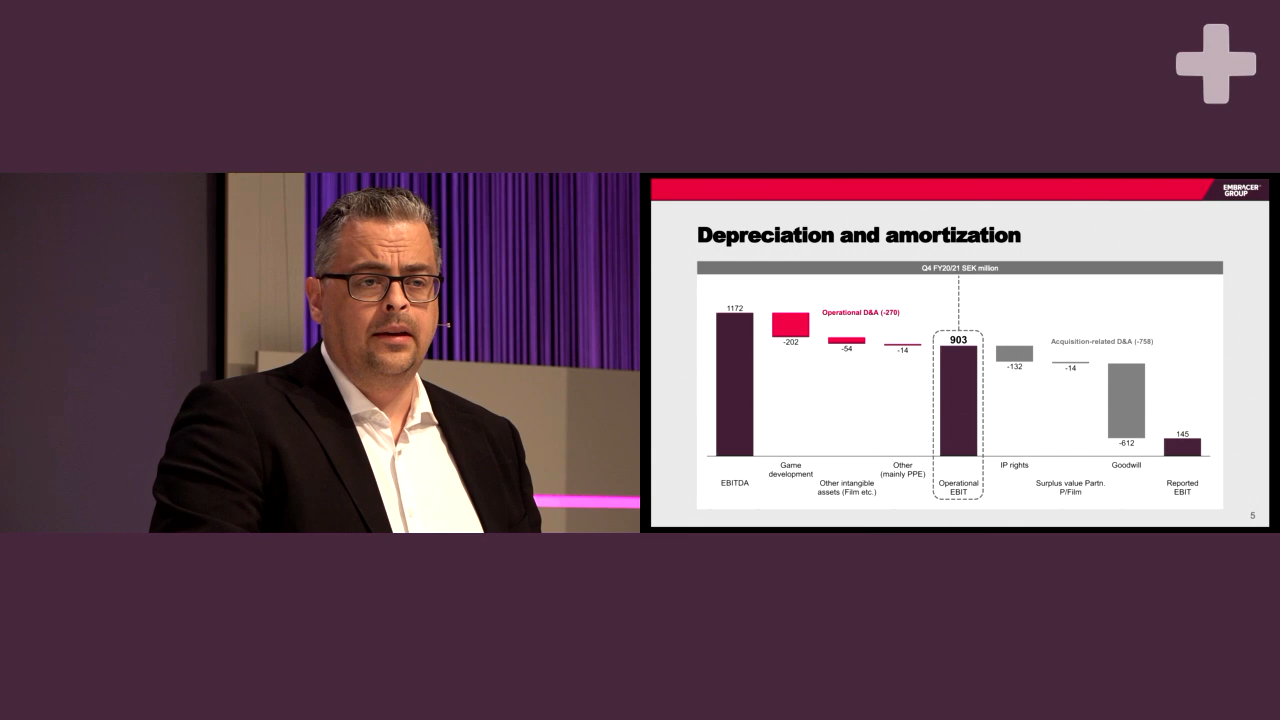 EMBRACER
GROUP
Depreciation and amortization
Q4 FY20/21 SEK million
1172
Operational D&A (-270)
-202
-54
-14
903
Acquisition-related D&A (-758)
-132
-14
-612
145
EBITDA
Game
development
Other intangible
assets (Film etc.)
Other
(mainly PPE)
Operational
EBIT
IP rights
Surplus value Partn.
P/Film
Goodwill
Reported
EBIT
5